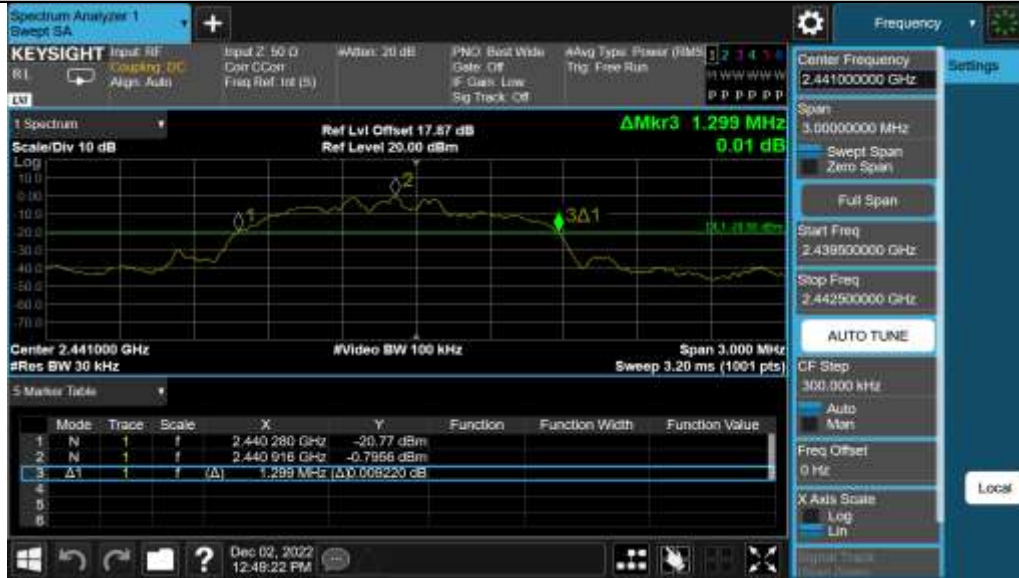 Spectrum Analyzer 1
Swept SA
+
Frequency
KEYSIGHT
RL
LXI
Input: RF
Coupling: DC
Align: Auto
Input Z: 50 Ω
Corr CCorr
Freq Ref: Int (S)
#Atten: 20 dB
PNO: Best Wide
Gate: Off
IF Gain: Low
Sig Track: Off
#Avg Type: Power (RMS)
Trig: Free Run
1 2 3 4 5 6
M W W W W W
P P P P P P
Center Frequency
2.441000000 GHz
Settings
1 Spectrum
Scale/Div 10 dB
Log
Ref Lvl Offset 17.87 dB
Ref Level 20.00 dBm
ΔMkr3 1.299 MHz
0.01 dB
10.0
0.00
-10.0
-20.0
-30.0
-40.0
-50.0
-60.0
-70.0
1
2
3Δ1
Span
3.00000000 MHz
Swept Span
Zero Span
Full Span
Start Freq
2.439500000 GHz
Stop Freq
2.442500000 GHz
AUTO TUNE
CF Step
300.000 kHz
Auto
Man
Freq Offset
0 Hz
X Axis Scale
Log
Lin
Signal Track
Local
Center 2.441000 GHz
#Res BW 30 kHz
#Video BW 100 kHz
Span 3.000 MHz
Sweep 3.20 ms (1001 pts)
5 Marker Table
Mode Trace Scale X Y Function Function Width Function Value
1 N 1 f 2.440 280 GHz -20.77 dBm
2 N 1 f 2.440 916 GHz -0.7956 dBm
3 Δ1 1 f (Δ) 1.299 MHz (Δ)0.009220 dB
4
5
6
?
Dec 02, 2022
12:49:22 PM